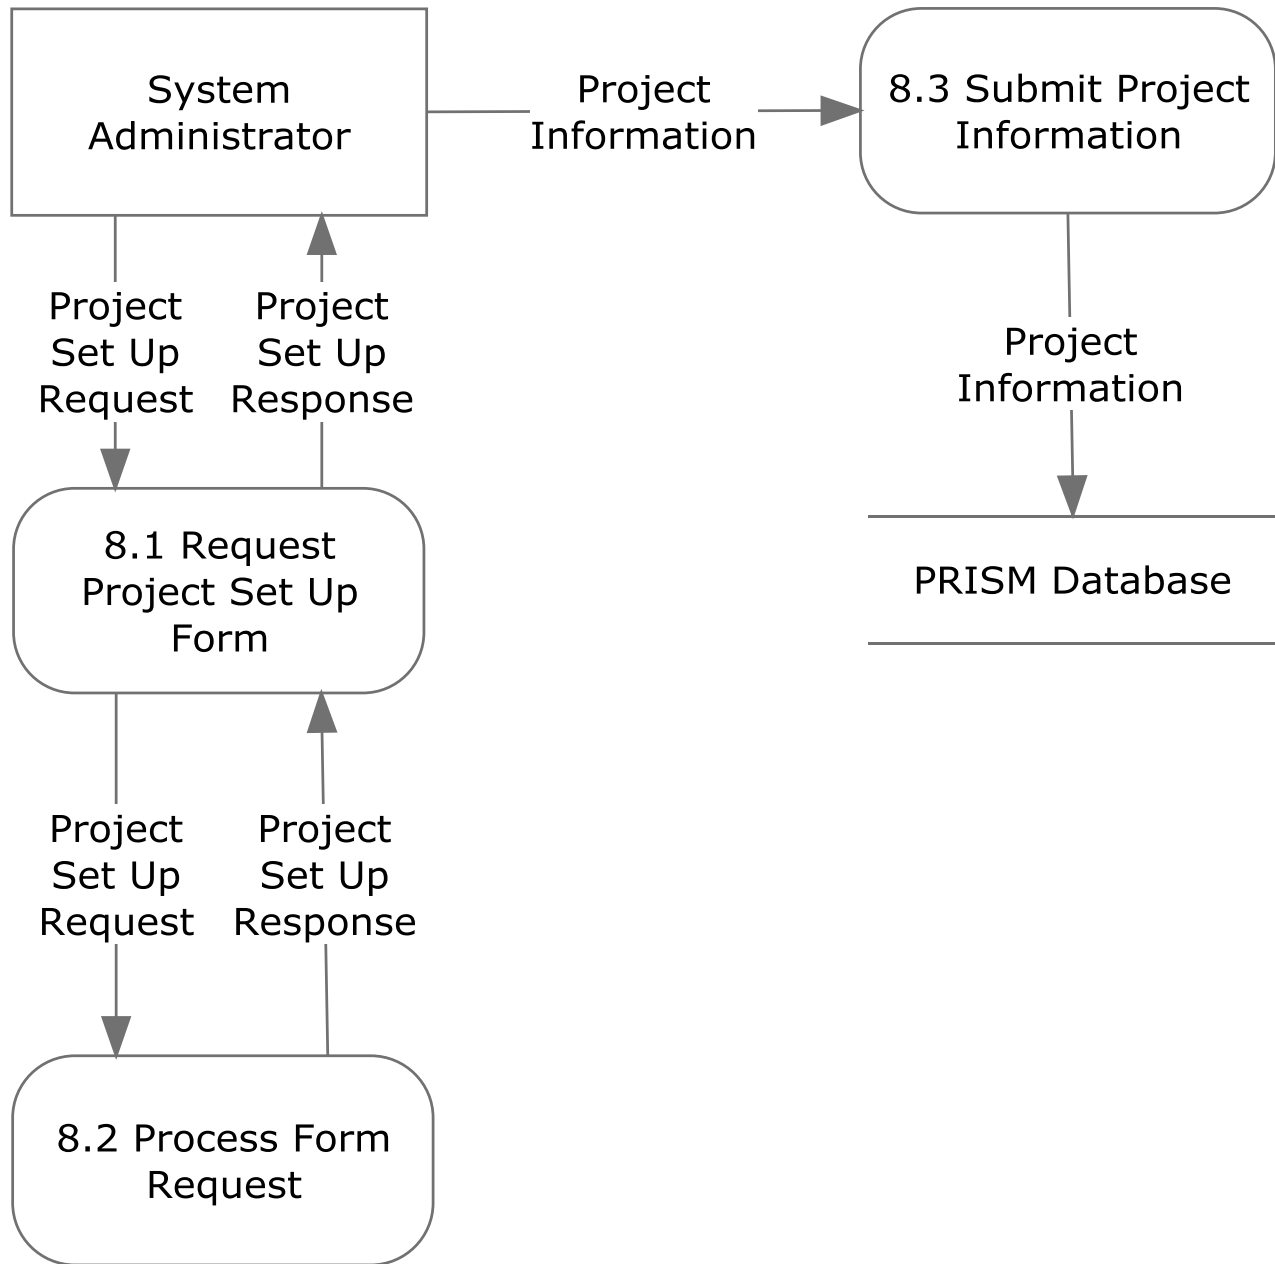 System
Administrator
Project
Information
8.3 Submit Project
Information
Project
Set Up
Request
Project
Set Up
Response
Project
Information
8.1 Request
Project Set Up
Form
PRISM Database
Project
Set Up
Request
Project
Set Up
Response
8.2 Process Form
Request